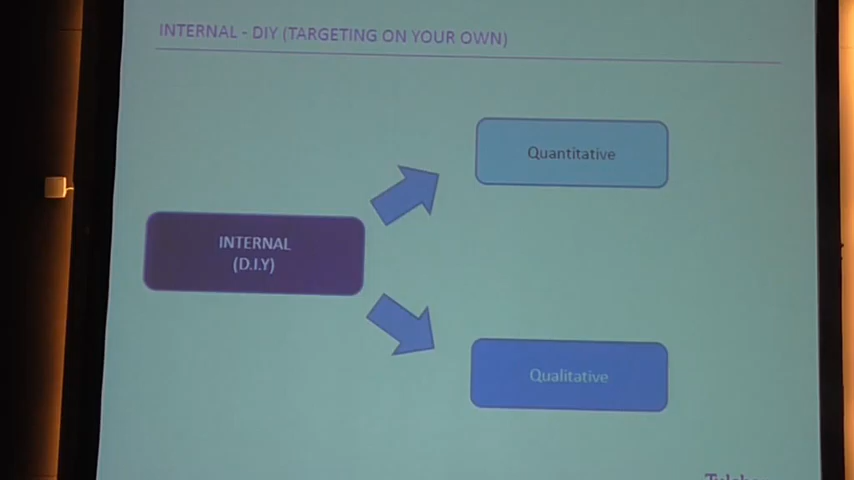 INTERNAL - DIY (TARGETING ON YOUR OWN)
Quantitative
INTERNAL
(D.I.Y)
Qualitative